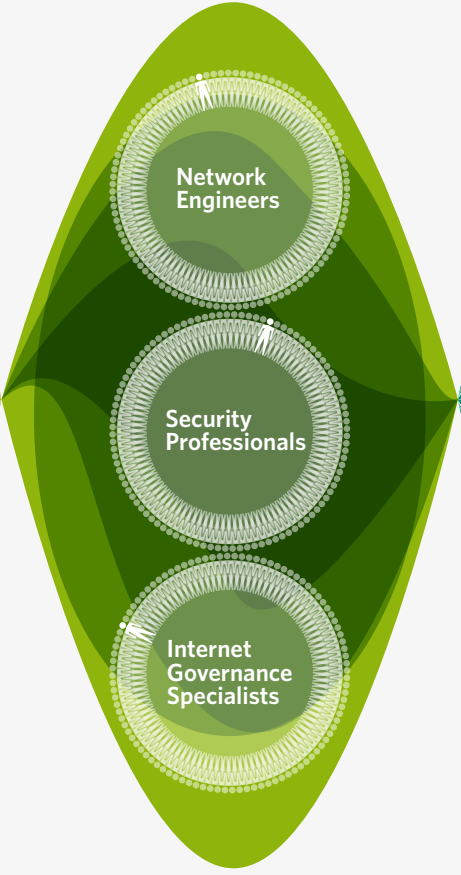 Network
Engineers
Security
Professionals
Internet
Governance
Specialists